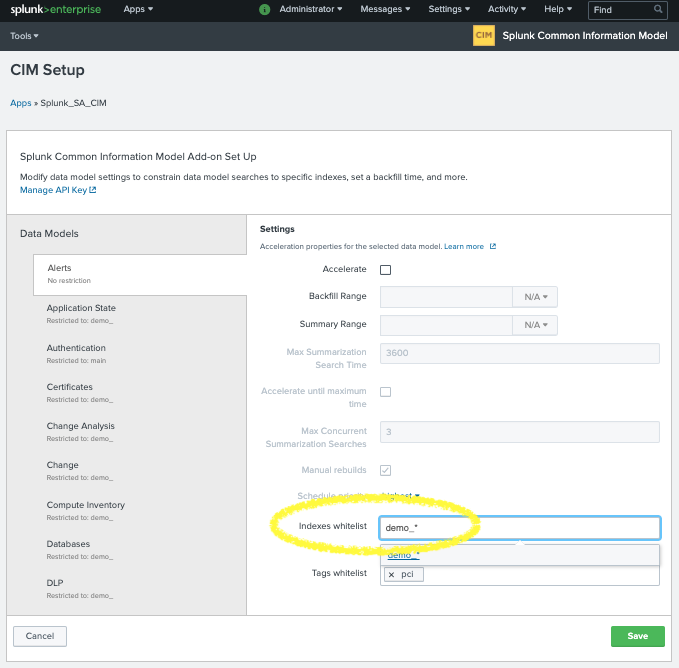 splunk>enterprise Apps ▾ i Administrator ▾ Messages ▾ Settings ▾ Activity ▾ Help ▾ Find
Tools ▾ CIM Splunk Common Information Model
CIM Setup
Apps » Splunk_SA_CIM
Splunk Common Information Model Add-on Set Up
Modify data model settings to constrain data model searches to specific indexes, set a backfill time, and more.
Manage API Key
Data Models
Alerts
No restriction
Application State
Restricted to: demo_
Authentication
Restricted to: main
Certificates
Restricted to: demo_
Change Analysis
Restricted to: demo_
Change
Restricted to: demo_
Compute Inventory
Restricted to: demo_
Databases
Restricted to: demo_
DLP
Restricted to: demo_
Settings
Acceleration properties for the selected data model. Learn more
Accelerate
Backfill Range N/A ▾
Summary Range N/A ▾
Max Summarization
Search Time
3600
Accelerate until maximum
time
Max Concurrent
Summarization Searches
3
Manual rebuilds
Schedule priority highest ▾
Indexes whitelist demo_*
demo_*
Tags whitelist × pci
Cancel Save